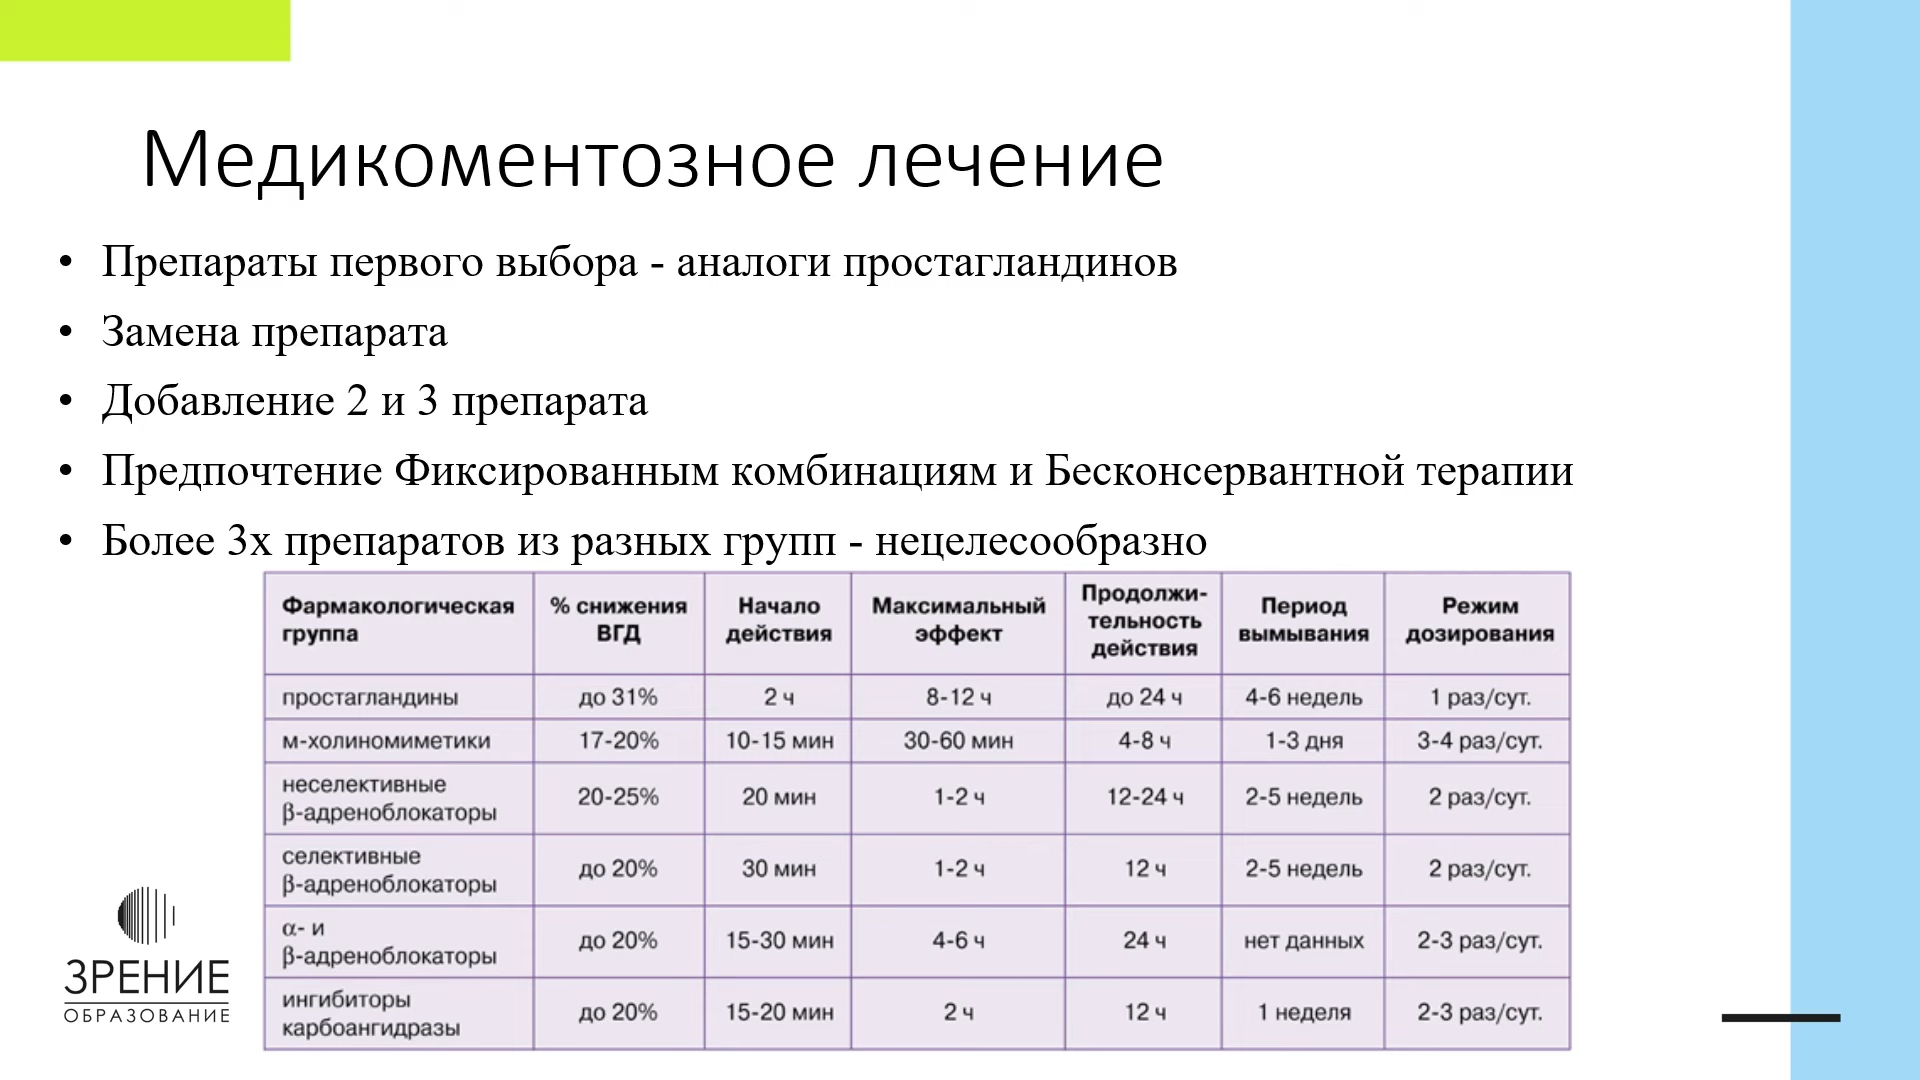 Медикоментозное лечение
• Препараты первого выбора - аналоги простагландинов
• Замена препарата
• Добавление 2 и 3 препарата
• Предпочтение Фиксированным комбинациям и Бесконсервантной терапии
• Более 3х препаратов из разных групп - нецелесообразно
Фармакологическая группа | % снижения ВГД | Начало действия | Максимальный эффект | Продолжи-тельность действия | Период вымывания | Режим дозирования
простагландины | до 31% | 2 ч | 8-12 ч | до 24 ч | 4-6 недель | 1 раз/сут.
м-холиномиметики | 17-20% | 10-15 мин | 30-60 мин | 4-8 ч | 1-3 дня | 3-4 раз/сут.
неселективные β-адреноблокаторы | 20-25% | 20 мин | 1-2 ч | 12-24 ч | 2-5 недель | 2 раз/сут.
селективные β-адреноблокаторы | до 20% | 30 мин | 1-2 ч | 12 ч | 2-5 недель | 2 раз/сут.
α- и β-адреноблокаторы | до 20% | 15-30 мин | 4-6 ч | 24 ч | нет данных | 2-3 раз/сут.
ингибиторы карбоангидразы | до 20% | 15-20 мин | 2 ч | 12 ч | 1 неделя | 2-3 раз/сут.
ЗРЕНИЕ
ОБРАЗОВАНИЕ